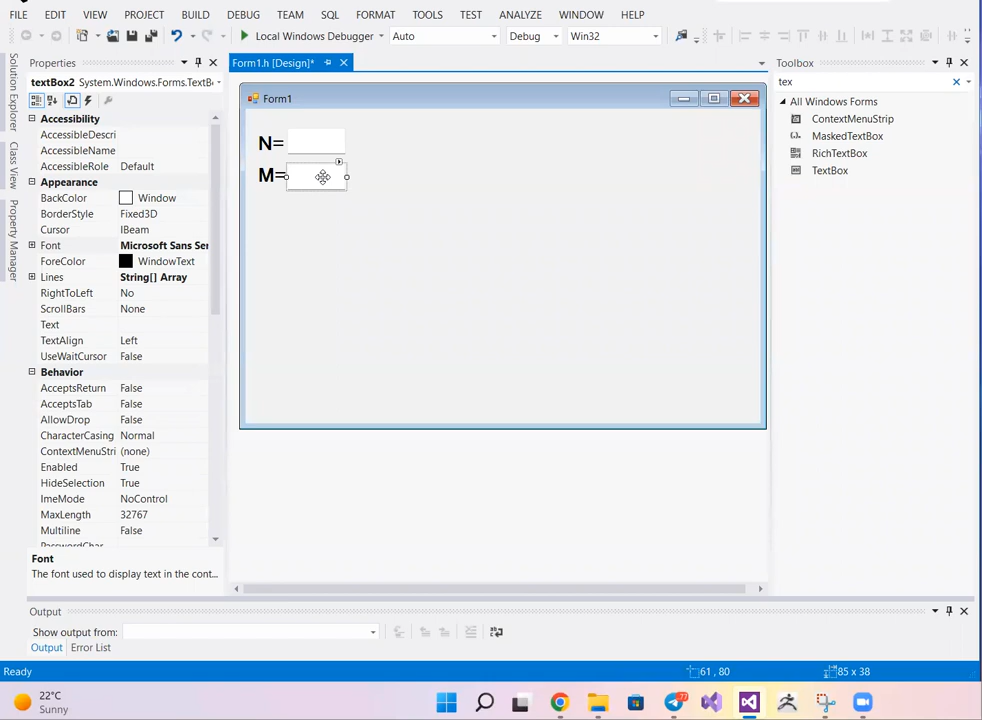 FILE EDIT VIEW PROJECT BUILD DEBUG TEAM SQL FORMAT TOOLS TEST ANALYZE WINDOW HELP
Local Windows Debugger Auto Debug Win32
Solution Explorer
Class View
Property Manager
Properties
textBox2 System.Windows.Forms.TextB
Accessibility
AccessibleDescri
AccessibleName
AccessibleRole Default
Appearance
BackColor Window
BorderStyle Fixed3D
Cursor IBeam
Font Microsoft Sans Ser
ForeColor WindowText
Lines String[] Array
RightToLeft No
ScrollBars None
Text
TextAlign Left
UseWaitCursor False
Behavior
AcceptsReturn False
AcceptsTab False
AllowDrop False
CharacterCasing Normal
ContextMenuStri (none)
Enabled True
HideSelection True
ImeMode NoControl
MaxLength 32767
Multiline False
PasswordChar
Font
The font used to display text in the cont...
Form1.h [Design]*
Form1
N=
M=
Toolbox
tex
All Windows Forms
ContextMenuStrip
MaskedTextBox
RichTextBox
TextBox
Output
Show output from:
Output Error List
Ready 61 , 80 85 x 38
22°C
Sunny
77